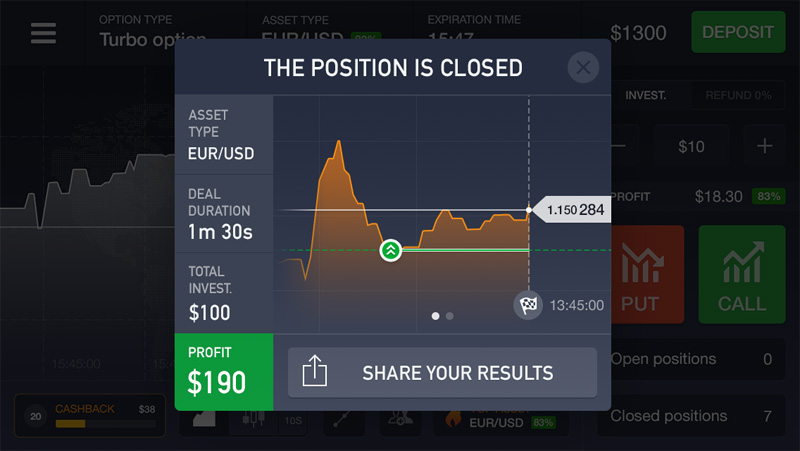 OPTION TYPE
Turbo option
ASSET TYPE
EUR/USD 83%
EXPIRATION TIME
15:47
$1300
DEPOSIT
THE POSITION IS CLOSED
ASSET
TYPE
EUR/USD
DEAL
DURATION
1m 30s
TOTAL
INVEST.
$100
PROFIT
$190
1.150 284
13:45:00
SHARE YOUR RESULTS
INVEST.
REFUND 0%
$10
PROFIT $18.30 83%
PUT
CALL
Open positions 0
Closed positions 7
15:45:00
20 CASHBACK $38
10S
EUR/USD 83%